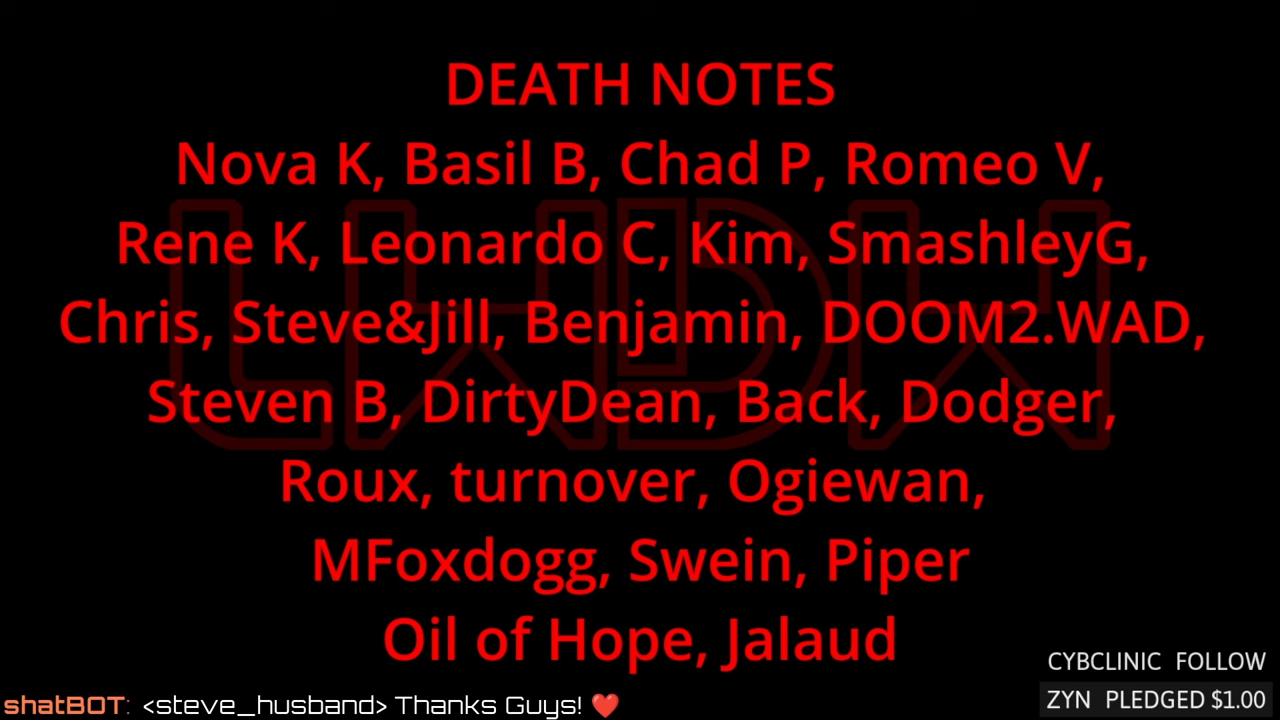 DEATH NOTES
Nova K, Basil B, Chad P, Romeo V,
Rene K, Leonardo C, Kim, SmashleyG,
Chris, Steve&Jill, Benjamin, DOOM2.WAD,
Steven B, DirtyDean, Back, Dodger,
Roux, turnover, Ogiewan,
MFoxdogg, Swein, Piper
Oil of Hope, Jalaud
CYBCLINIC FOLLOW
ZYN PLEDGED $1.00
shatBOT: <steve_husband> Thanks Guys! ❤️